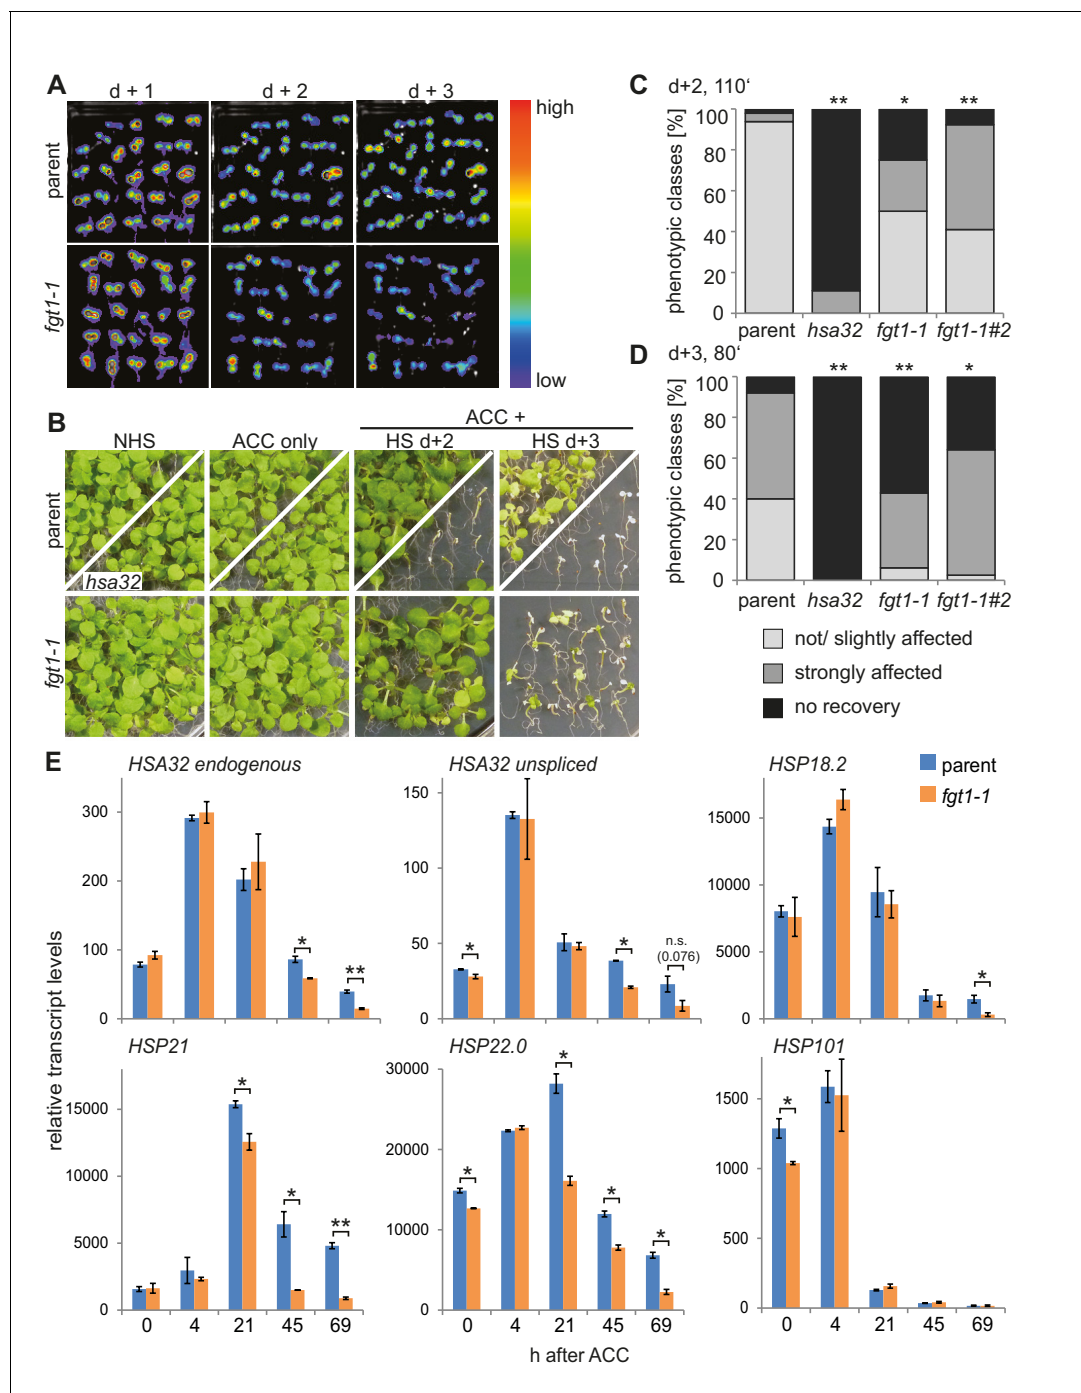 A
d + 1
d + 2
d + 3
parent
fgt1-1
high
low
B
ACC +
NHS
ACC only
HS d+2
HS d+3
parent
hsa32
fgt1-1
C
d+2, 110‘
** * **
phenotypic classes [%]
100
80
60
40
20
0
parent hsa32 fgt1-1 fgt1-1#2
D
d+3, 80‘
** ** *
phenotypic classes [%]
100
80
60
40
20
0
parent hsa32 fgt1-1 fgt1-1#2
not/ slightly affected
strongly affected
no recovery
E
relative transcript levels
HSA32 endogenous
300
200
100
0
* **
HSA32 unspliced
150
100
50
0
* *
n.s.
(0.076)
HSP18.2
parent
fgt1-1
15000
10000
5000
0
*
HSP21
15000
10000
5000
0
* * **
0 4 21 45 69
HSP22.0
30000
20000
10000
0
* * * *
0 4 21 45 69
HSP101
1500
1000
500
0
*
0 4 21 45 69
h after ACC